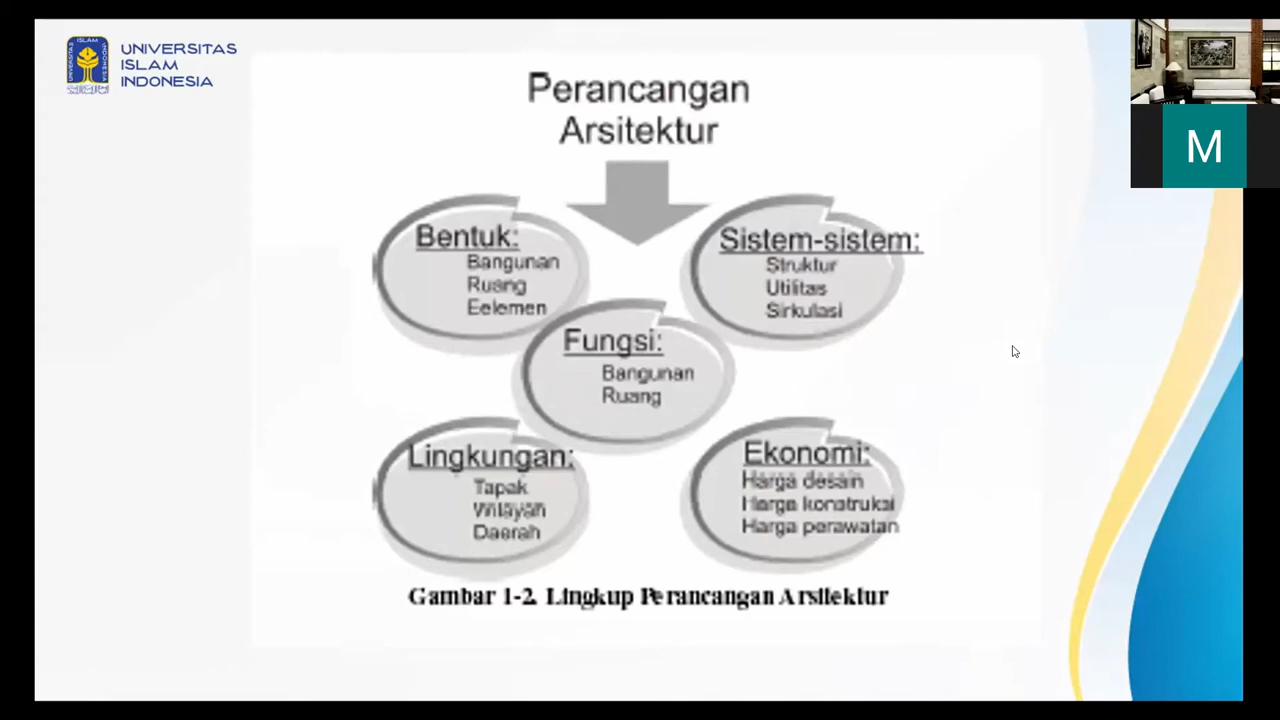 UNIVERSITAS
ISLAM
INDONESIA
Perancangan
Arsitektur
Bentuk:
Bangunan
Ruang
Eelemen
Sistem-sistem:
Struktur
Utilitas
Sirkulasi
Fungsi:
Bangunan
Ruang
Lingkungan:
Tapak
Wilayah
Daerah
Ekonomi:
Harga desain
Harga konstruksi
Harga perawatan
Gambar 1-2. Lingkup Perancangan Arsitektur
M